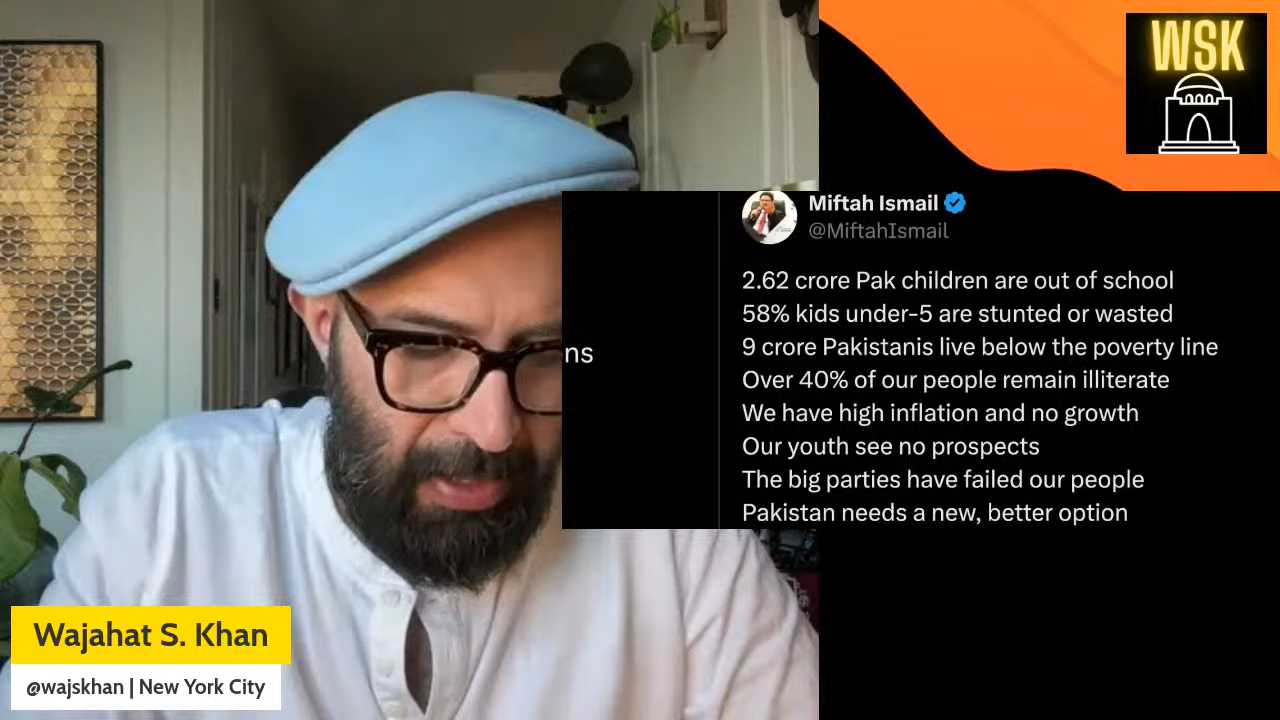 WSK
Miftah Ismail
@MiftahIsmail
2.62 crore Pak children are out of school
58% kids under-5 are stunted or wasted
ns
9 crore Pakistanis live below the poverty line
Over 40% of our people remain illiterate
We have high inflation and no growth
Our youth see no prospects
The big parties have failed our people
Pakistan needs a new, better option
Wajahat S. Khan
@wajskhan | New York City